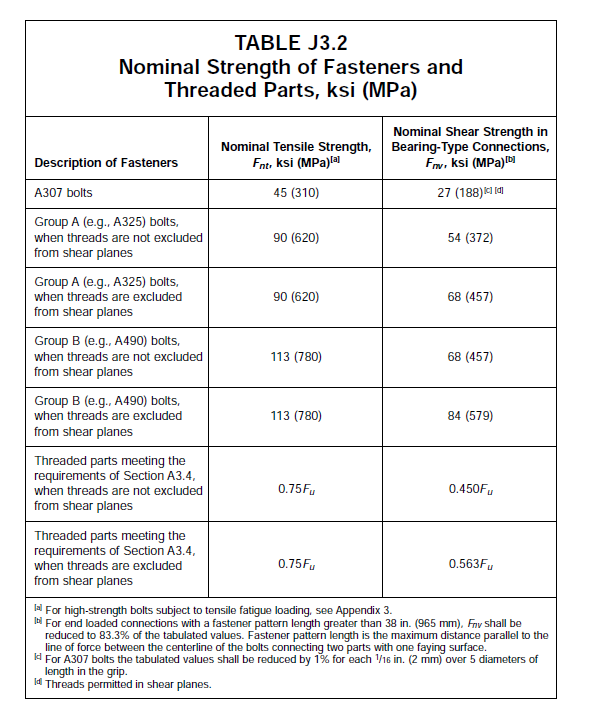 TABLE J3.2
Nominal Strength of Fasteners and
Threaded Parts, ksi (MPa)
Description of Fasteners
Nominal Tensile Strength,
Fnt, ksi (MPa)[a]
Nominal Shear Strength in
Bearing-Type Connections,
Fnv, ksi (MPa)[b]
A307 bolts
45 (310)
27 (188)[c] [d]
Group A (e.g., A325) bolts,
when threads are not excluded
from shear planes
90 (620)
54 (372)
Group A (e.g., A325) bolts,
when threads are excluded
from shear planes
90 (620)
68 (457)
Group B (e.g., A490) bolts,
when threads are not excluded
from shear planes
113 (780)
68 (457)
Group B (e.g., A490) bolts,
when threads are excluded
from shear planes
113 (780)
84 (579)
Threaded parts meeting the
requirements of Section A3.4,
when threads are not excluded
from shear planes
0.75Fu
0.450Fu
Threaded parts meeting the
requirements of Section A3.4,
when threads are excluded
from shear planes
0.75Fu
0.563Fu
[a] For high-strength bolts subject to tensile fatigue loading, see Appendix 3.
[b] For end loaded connections with a fastener pattern length greater than 38 in. (965 mm), Fnv shall be
reduced to 83.3% of the tabulated values. Fastener pattern length is the maximum distance parallel to the
line of force between the centerline of the bolts connecting two parts with one faying surface.
[c] For A307 bolts the tabulated values shall be reduced by 1% for each 1/16 in. (2 mm) over 5 diameters of
length in the grip.
[d] Threads permitted in shear planes.